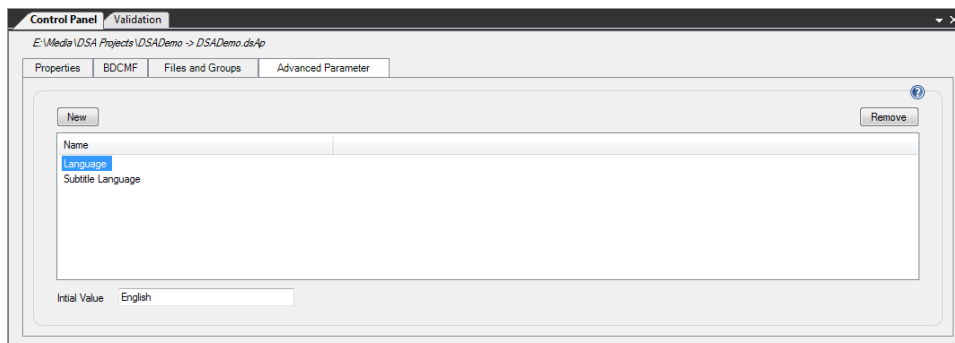 Control Panel Validation
E:\Media\DSA Projects\DSADemo -> DSADemo.dsAp
Properties BDCMF Files and Groups Advanced Parameter
?
New Remove
Name
Language
Subtitle Language
Intial Value English